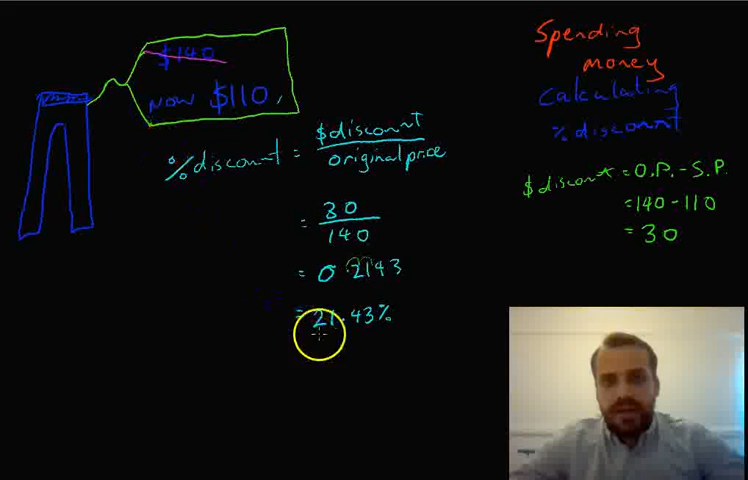 $140
NOW $110,
Spending
money
Calculating
% discount
% discount = $discount / original price
= 30 / 140
= 0.2143
= 21.43%
$ discount = O.P. - S.P.
= 140 - 110
= 30